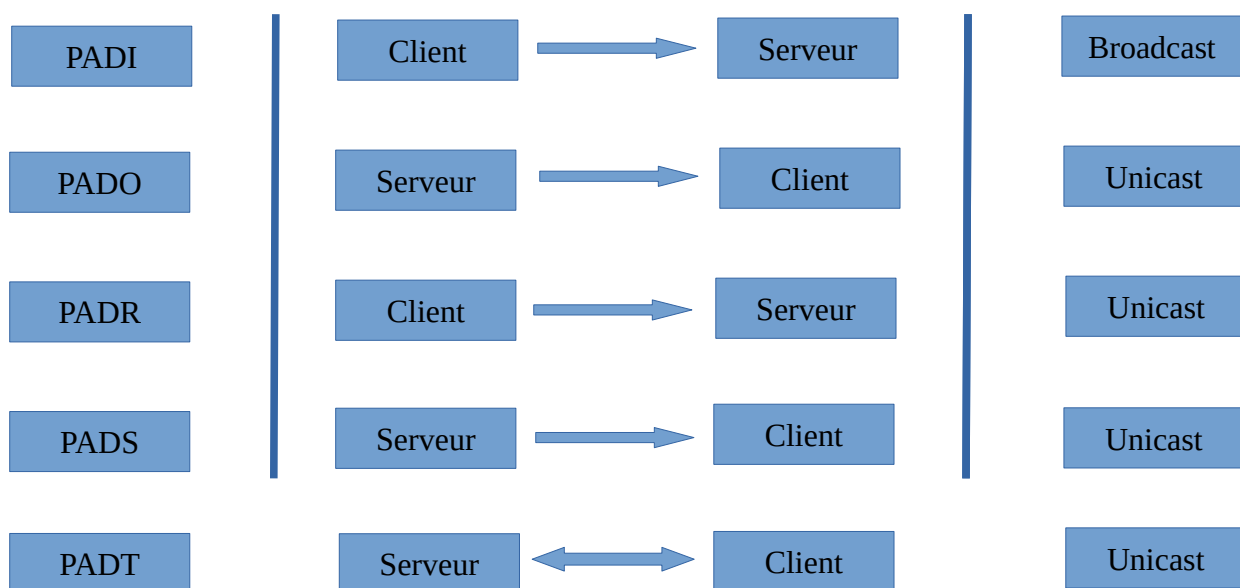 PADI Client Serveur Broadcast
PADO Serveur Client Unicast
PADR Client Serveur Unicast
PADS Serveur Client Unicast
PADT Serveur Client Unicast